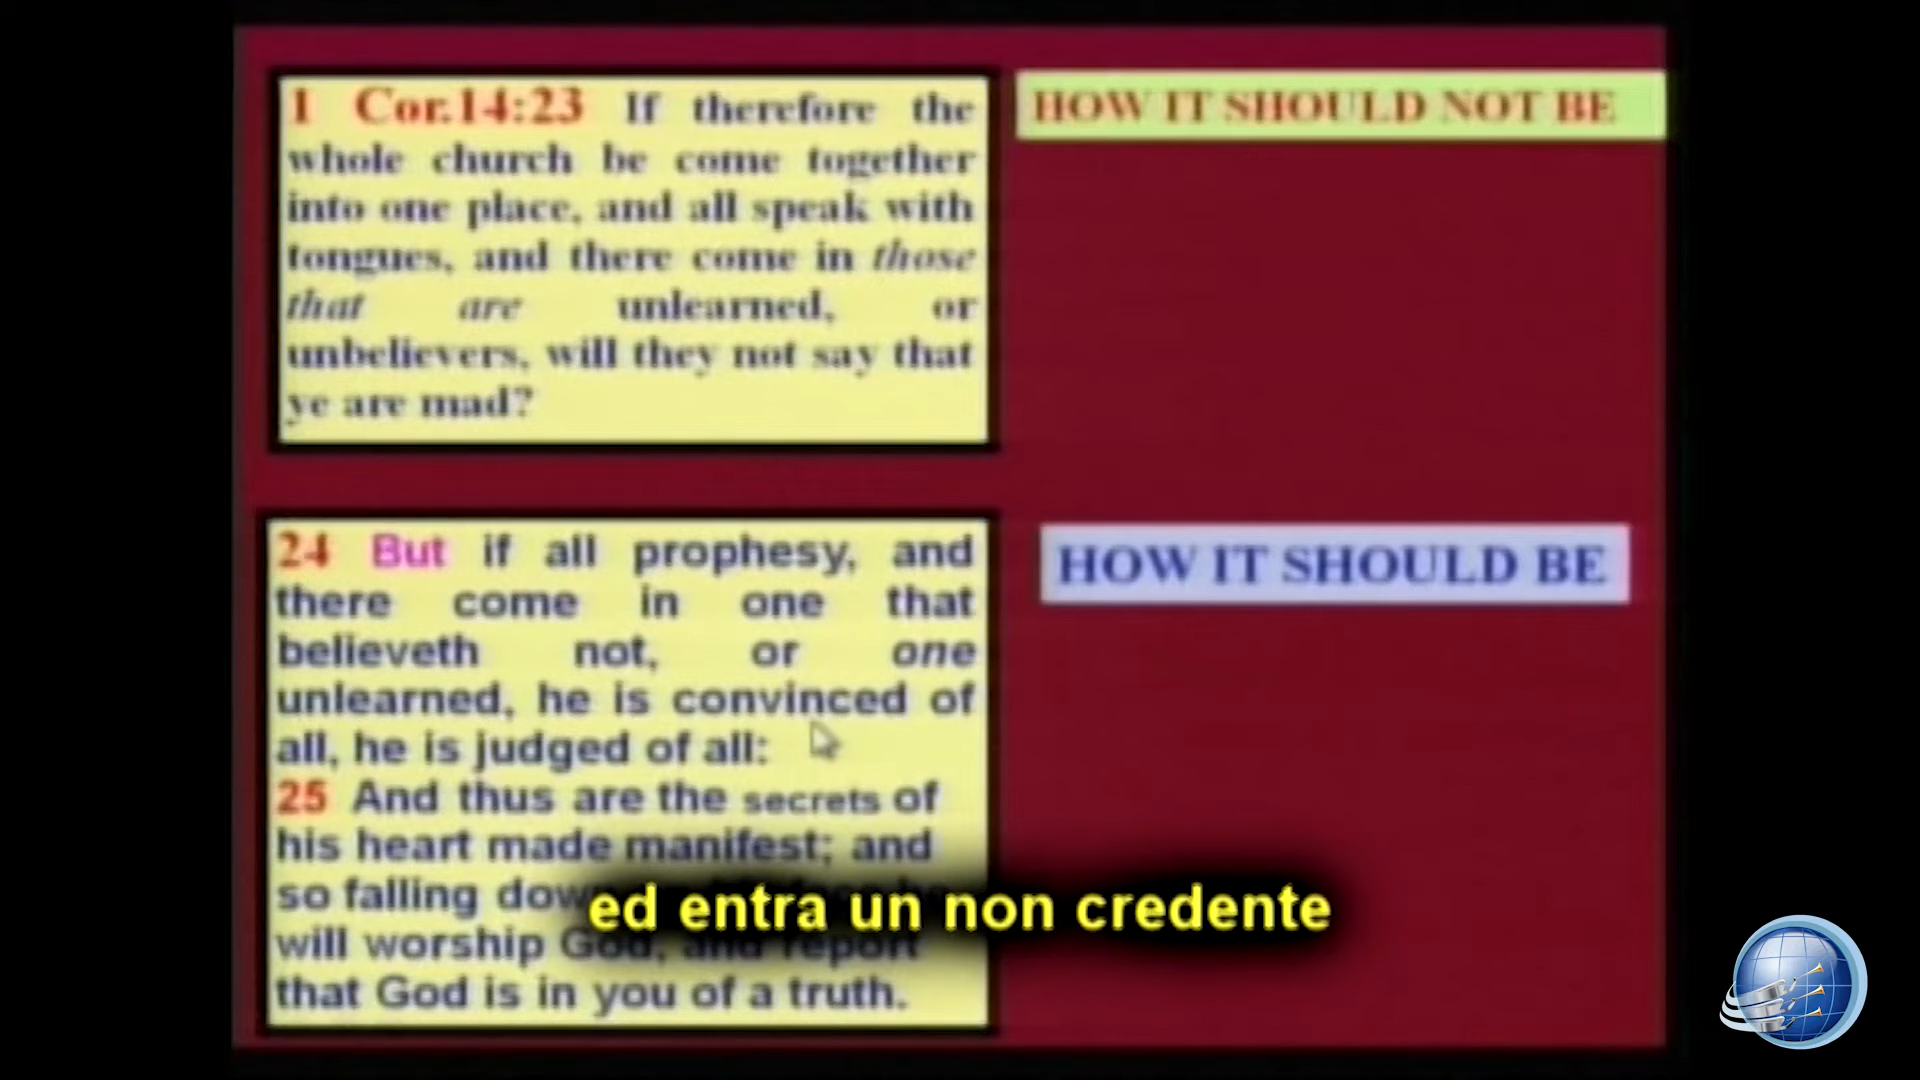 1 Cor.14:23 If therefore the
whole church be come together
into one place, and all speak with
tongues, and there come in those
that are unlearned, or
unbelievers, will they not say that
ye are mad?
HOW IT SHOULD NOT BE
24 But if all prophesy, and
there come in one that
believeth not, or one
unlearned, he is convinced of
all, he is judged of all:
25 And thus are the secrets of
his heart made manifest; and
so falling
will worship God, and report
that God is in you of a truth.
HOW IT SHOULD BE
ed entra un non credente